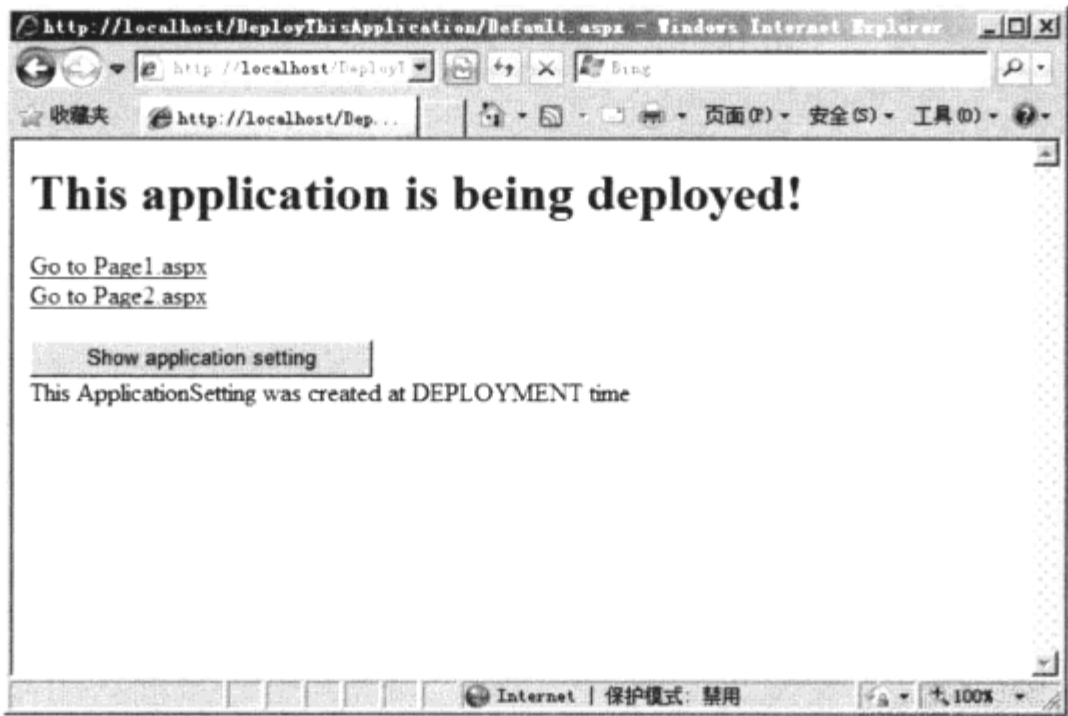 http://localhost/DeployThisApplication/Default.aspx - Windows Internet Explorer
http://localhost/DeployT
Bing
收藏夹 http://localhost/Dep... 页面(P) 安全(S) 工具(O)
This application is being deployed!
Go to Page1.aspx
Go to Page2.aspx
Show application setting
This ApplicationSetting was created at DEPLOYMENT time
Internet | 保护模式: 禁用 100%